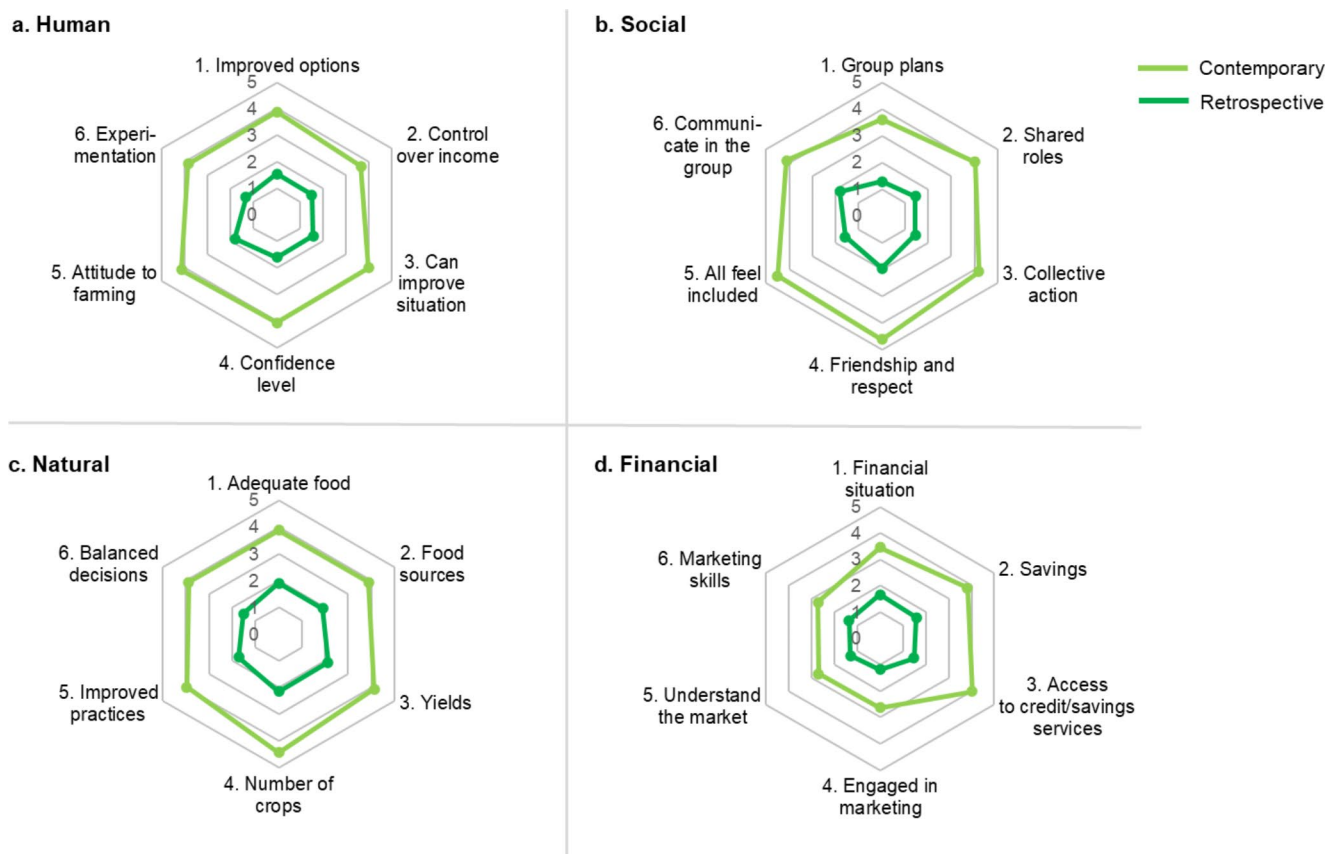 a. Human
1. Improved options
5
4
3
2
1
0
2. Control
over income
3. Can
improve
situation
4. Confidence
level
5. Attitude to
farming
6. Experi-
mentation
b. Social
1. Group plans
5
4
3
2
1
0
2. Shared
roles
3. Collective
action
4. Friendship and
respect
5. All feel
included
6. Communi-
cate in the
group
Contemporary
Retrospective
c. Natural
1. Adequate food
5
4
3
2
1
0
2. Food
sources
3. Yields
4. Number of
crops
5. Improved
practices
6. Balanced
decisions
d. Financial
1. Financial
situation
5
4
3
2
1
0
2. Savings
3. Access
to credit/savings
services
4. Engaged in
marketing
5. Understand
the market
6. Marketing
skills